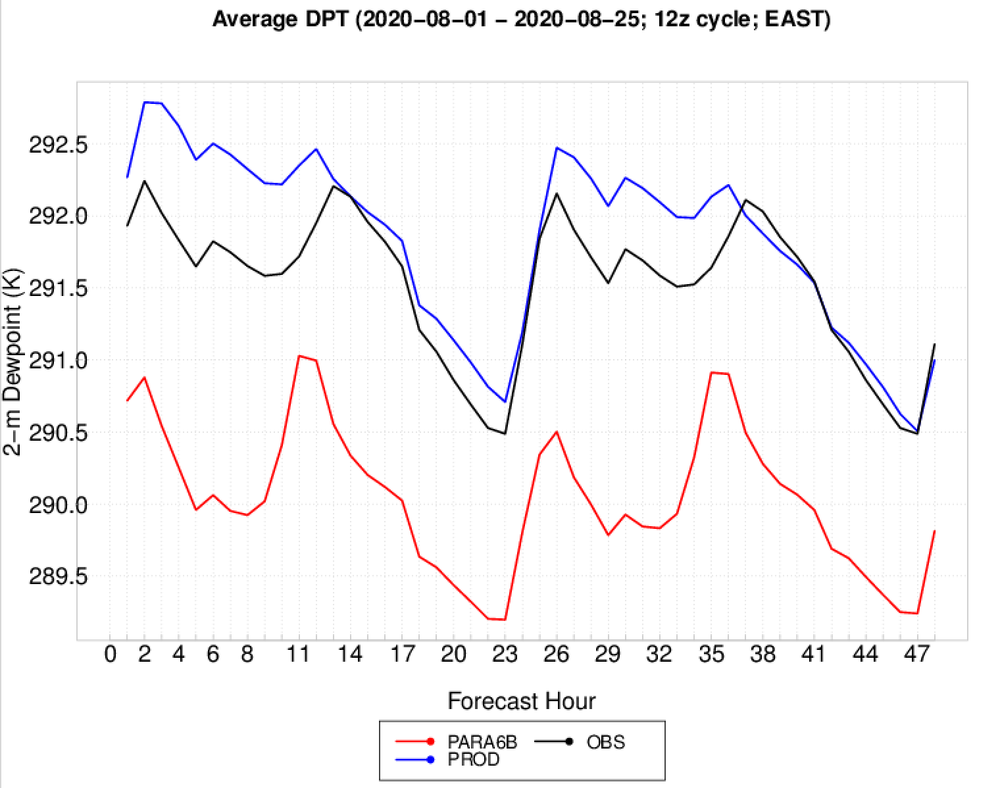 Average DPT (2020−08−01 − 2020−08−25; 12z cycle; EAST)
2−m Dewpoint (K)
292.5
292.0
291.5
291.0
290.5
290.0
289.5
0 2 4 6 8 11 14 17 20 23 26 29 32 35 38 41 44 47
Forecast Hour
PARA6B OBS
PROD